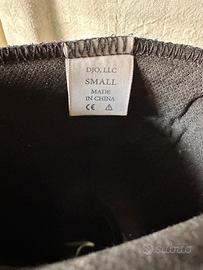 DJO, LLC
SMALL
MADE
IN CHINA
CE
subito